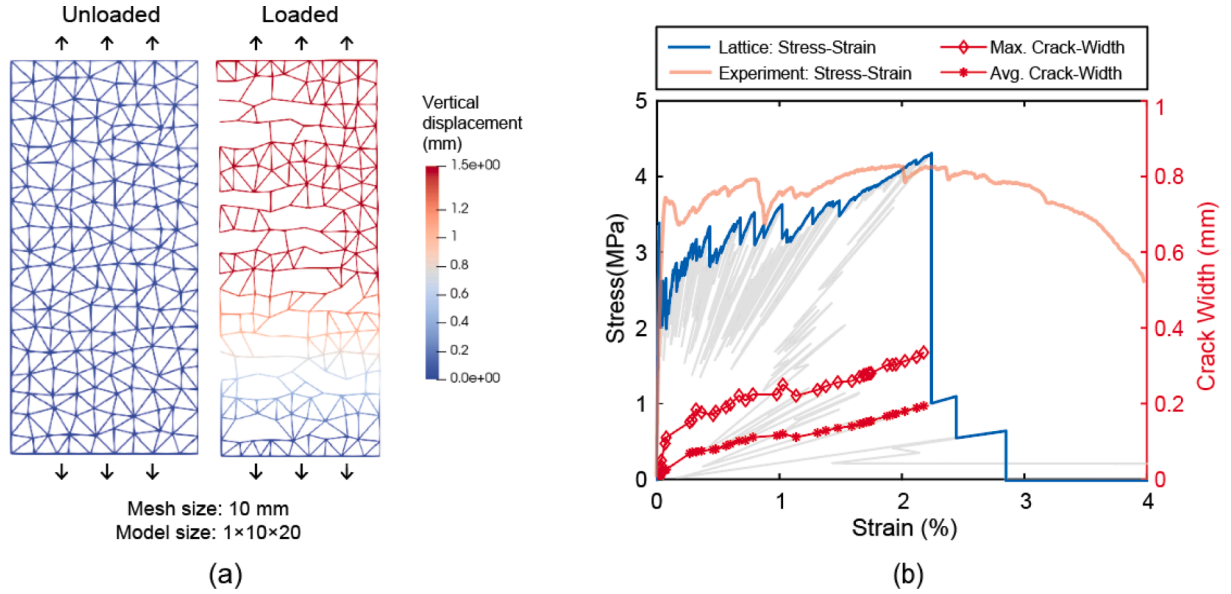 Unloaded
Loaded
Vertical
displacement
(mm)
1.5e+00
1.2
1.0
0.8
0.6
0.4
0.2
0.0e+00
Mesh size: 10 mm
Model size: 1×10×20
(a)
Lattice: Stress-Strain
Max. Crack-Width
Experiment: Stress-Strain
Avg. Crack-Width
5
4
3
2
1
0
Stress(MPa)
1
0.8
0.6
0.4
0.2
0
Crack Width (mm)
0
1
2
3
4
Strain (%)
(b)